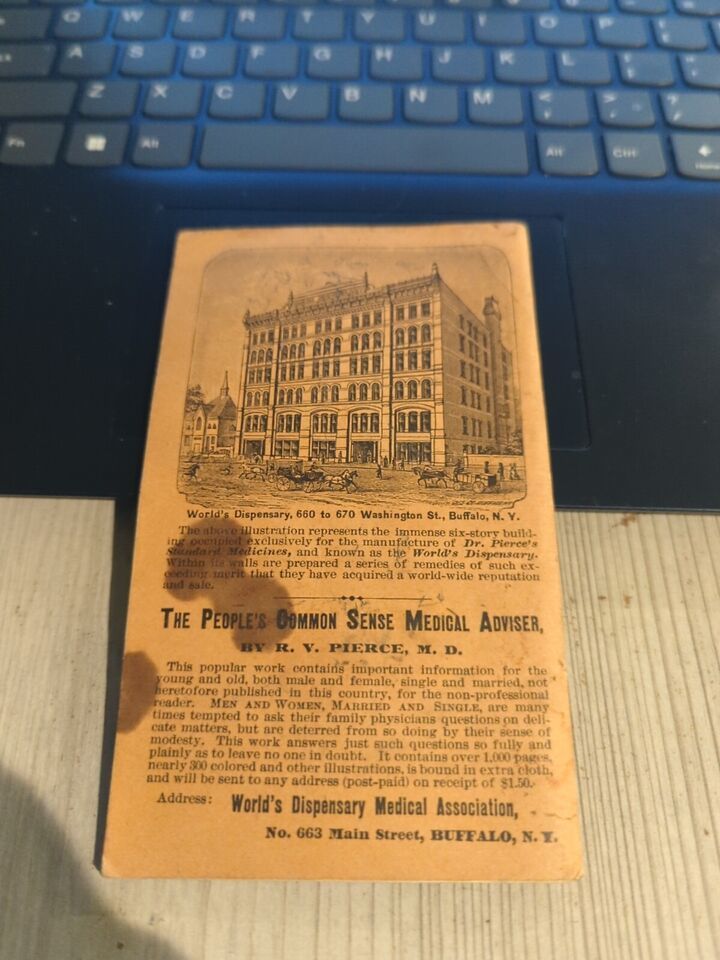 Q W E R T Y U I O P
A S D F G H J K L : ;
Z X C V B N M < , > . ? /
Fn Alt Alt Ctrl Home
World's Dispensary, 660 to 670 Washington St., Buffalo, N. Y.
The above illustration represents the immense six-story build-
ing occupied exclusively for the manufacture of Dr. Pierce's
Standard Medicines, and known as the World's Dispensary.
Within its walls are prepared a series of remedies of such ex-
ceeding merit that they have acquired a world-wide reputation
and sale.
THE PEOPLE'S COMMON SENSE MEDICAL ADVISER,
BY R. V. PIERCE, M. D.
This popular work contains important information for the
young and old, both male and female, single and married, not
heretofore published in this country, for the non-professional
reader. MEN AND WOMEN, MARRIED AND SINGLE, are many
times tempted to ask their family physicians questions on deli-
cate matters, but are deterred from so doing by their sense of
modesty. This work answers just such questions so fully and
plainly as to leave no one in doubt. It contains over 1,000 pages,
nearly 300 colored and other illustrations, is bound in extra cloth,
and will be sent to any address (post-paid) on receipt of $1.50.
Address: World's Dispensary Medical Association,
No. 663 Main Street, BUFFALO, N. Y.